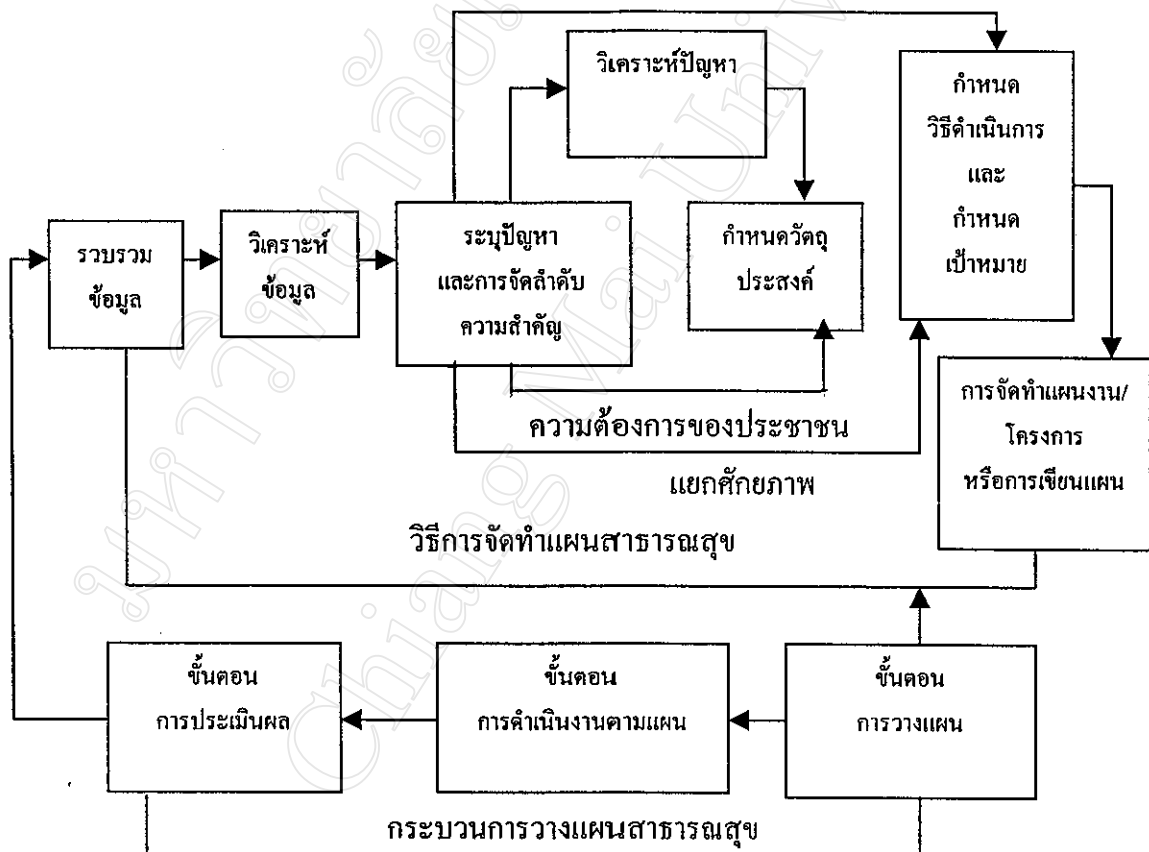 วิเคราะห์ปัญหา
กำหนด
วิธีดำเนินการ
และ
กำหนด
เป้าหมาย
รวบรวม
ข้อมูล
วิเคราะห์
ข้อมูล
ระบุปัญหา
และการจัดลำดับ
ความสำคัญ
กำหนดวัตถุ
ประสงค์
การจัดทำแผนงาน/
โครงการ
หรือการเขียนแผน
ความต้องการของประชาชน
แยกศักยภาพ
วิธีการจัดทำแผนสาธารณสุข
ขั้นตอน
การประเมินผล
ขั้นตอน
การดำเนินงานตามแผน
ขั้นตอน
การวางแผน
กระบวนการวางแผนสาธารณสุข
Chiang Mai Univ